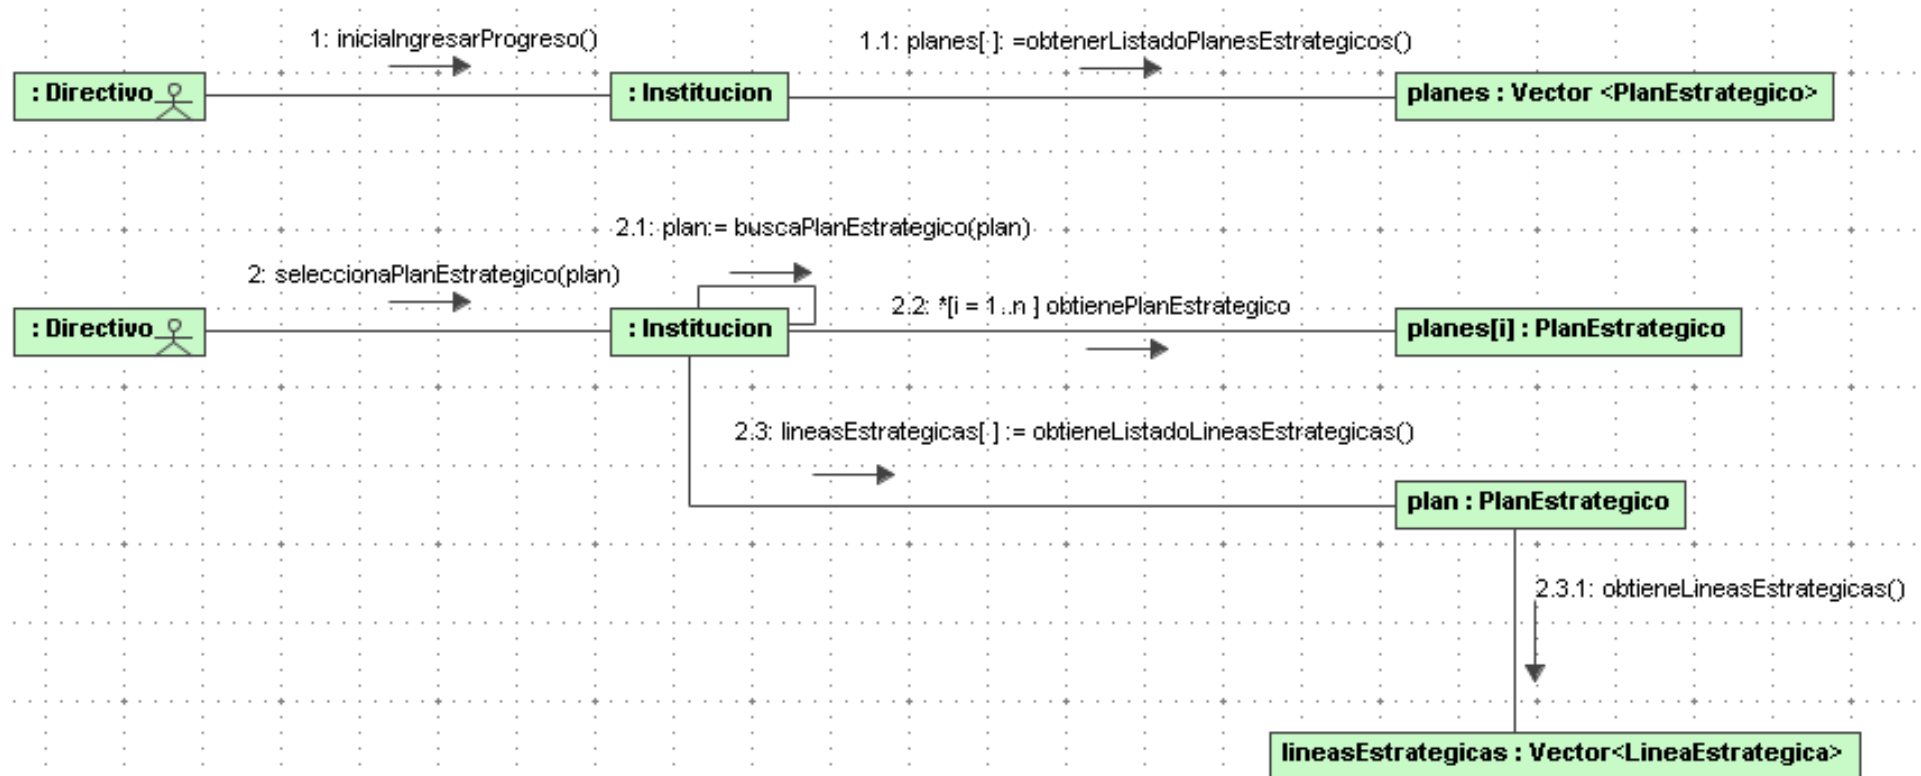 1: iniciaIngresarProgreso()
1.1: planes[ ]: =obtenerListadoPlanesEstrategicos()
: Directivo
: Institucion
planes : Vector <PlanEstrategico>
2.1: plan:= buscaPlanEstrategico(plan)
2: seleccionaPlanEstrategico(plan)
2.2: *[i = 1..n ] obtienePlanEstrategico
: Directivo
: Institucion
planes[i] : PlanEstrategico
2.3: lineasEstrategicas[ ] := obtieneListadoLineasEstrategicas()
plan : PlanEstrategico
2.3.1: obtieneLineasEstrategicas()
lineasEstrategicas : Vector<LineaEstrategica>